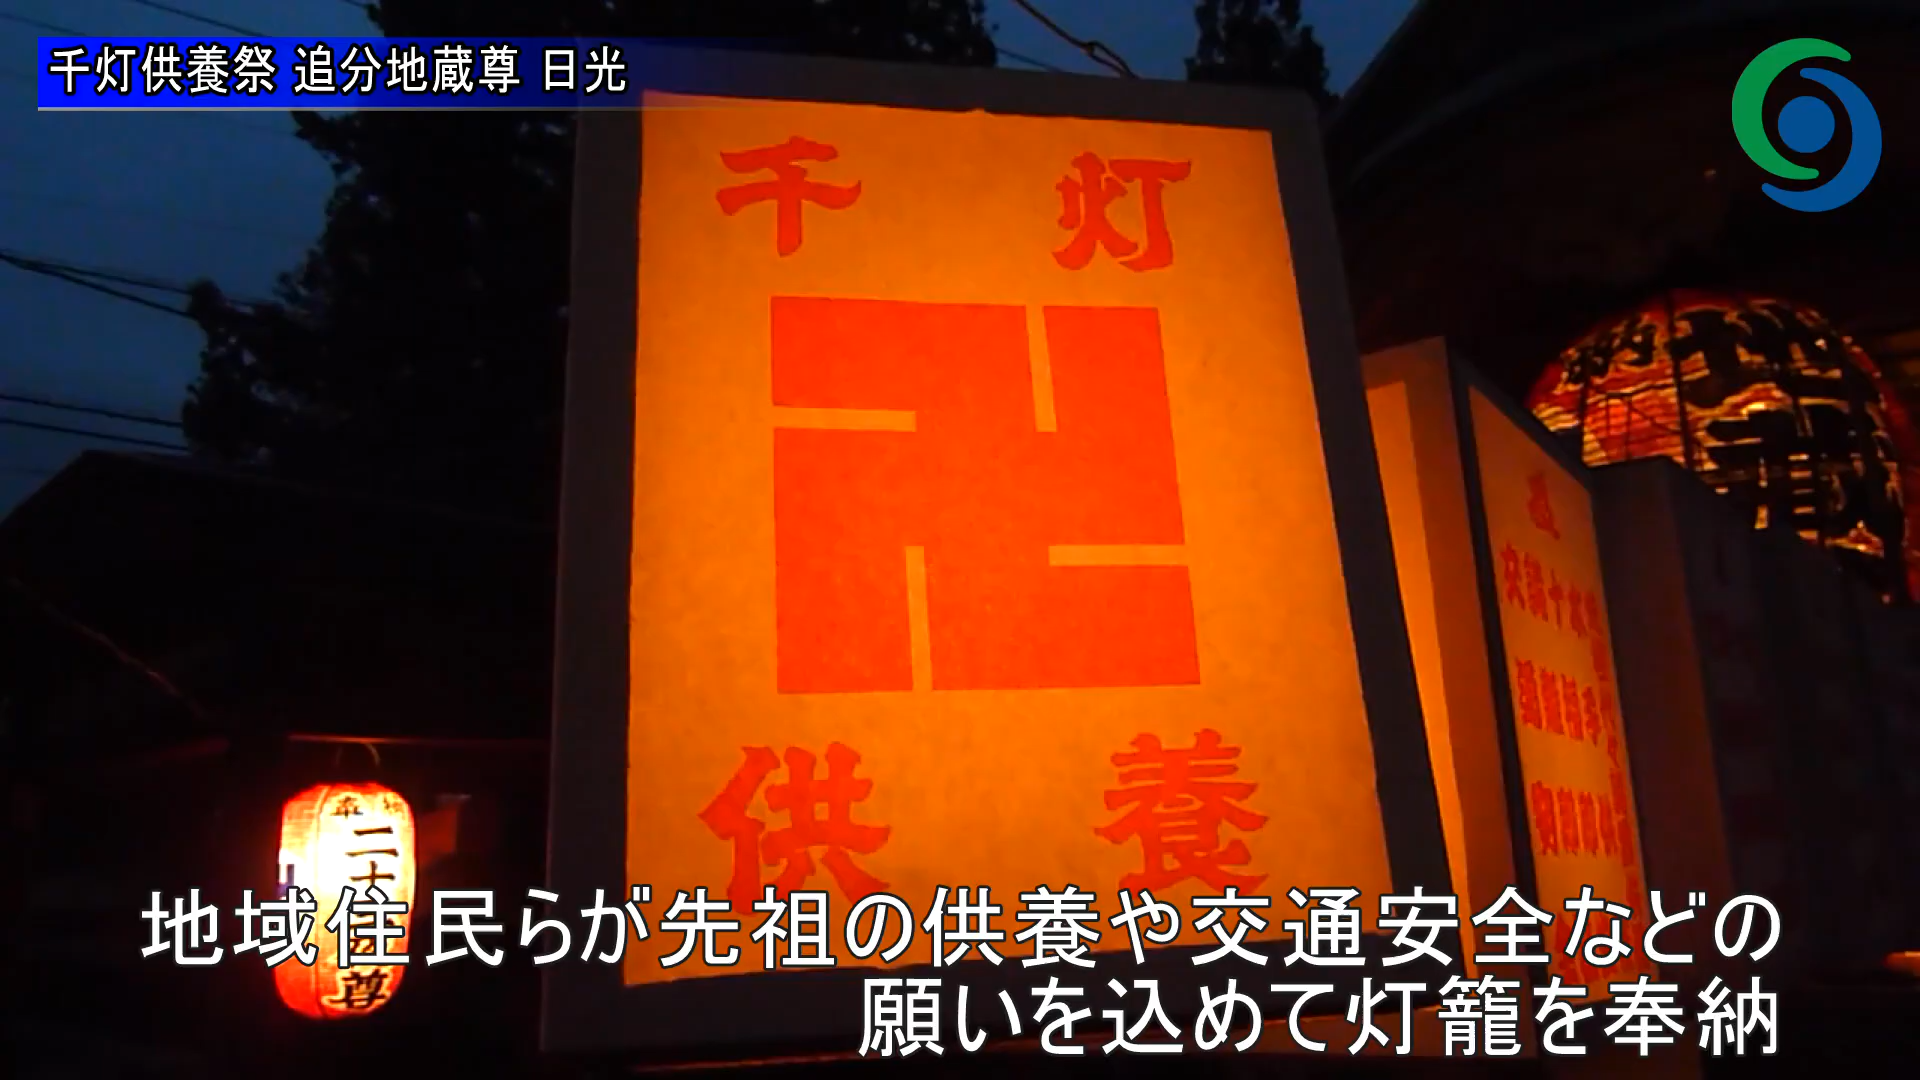 千灯供養祭 追分地蔵尊 日光
千灯
卍
供養
二十
尊
地域住民らが先祖の供養や交通安全などの
願いを込めて灯籠を奉納